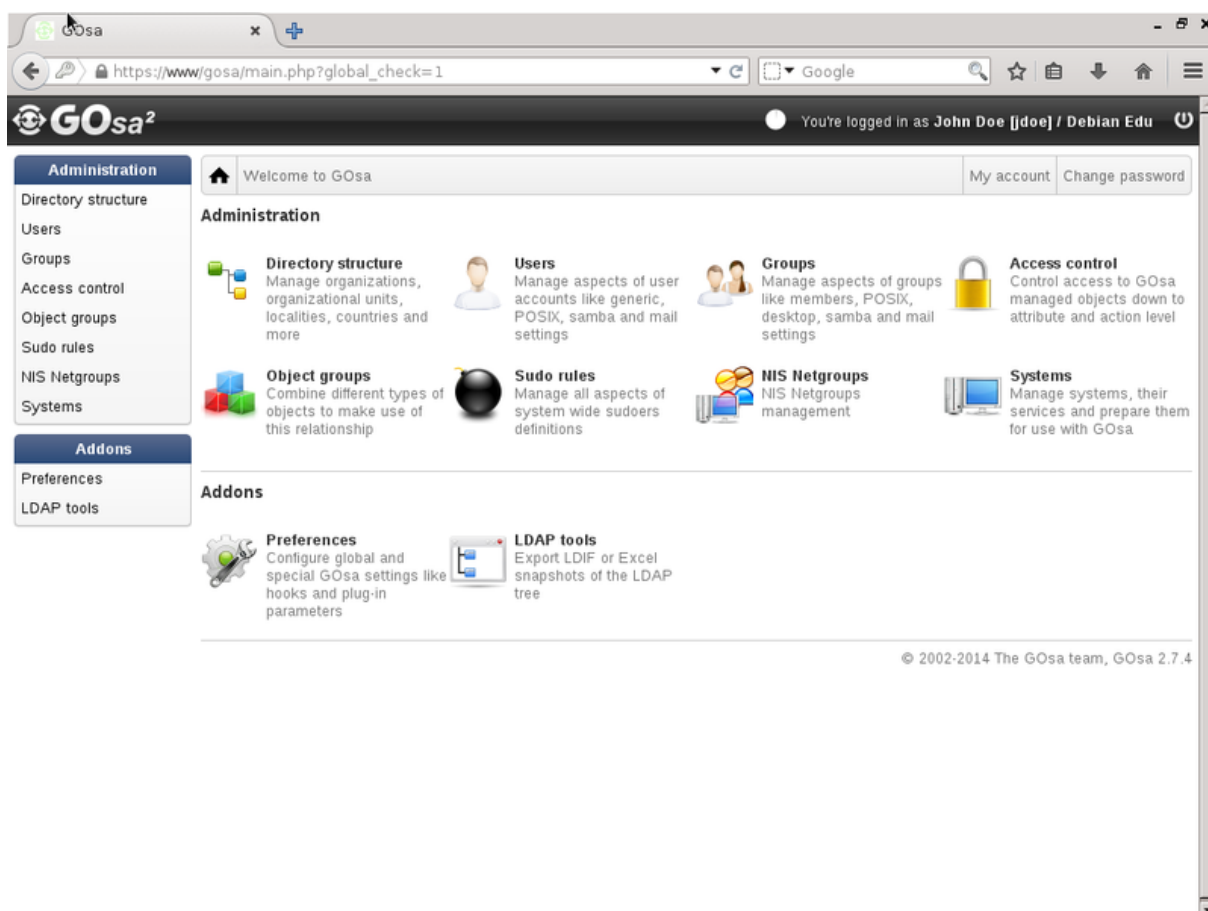 GOsa
https://www/gosa/main.php?global_check=1
Google
GOsa²
You're logged in as John Doe [jdoe] / Debian Edu
Administration
Directory structure
Users
Groups
Access control
Object groups
Sudo rules
NIS Netgroups
Systems
Addons
Preferences
LDAP tools
Welcome to GOsa
My account
Change password
Administration
Directory structure
Manage organizations,
organizational units,
localities, countries and
more
Users
Manage aspects of user
accounts like generic,
POSIX, samba and mail
settings
Groups
Manage aspects of groups
like members, POSIX,
desktop, samba and mail
settings
Access control
Control access to GOsa
managed objects down to
attribute and action level
Object groups
Combine different types of
objects to make use of
this relationship
Sudo rules
Manage all aspects of
system wide sudoers
definitions
NIS Netgroups
NIS Netgroups
management
Systems
Manage systems, their
services and prepare them
for use with GOsa
Addons
Preferences
Configure global and
special GOsa settings like
hooks and plug-in
parameters
LDAP tools
Export LDIF or Excel
snapshots of the LDAP
tree
© 2002-2014 The GOsa team, GOsa 2.7.4